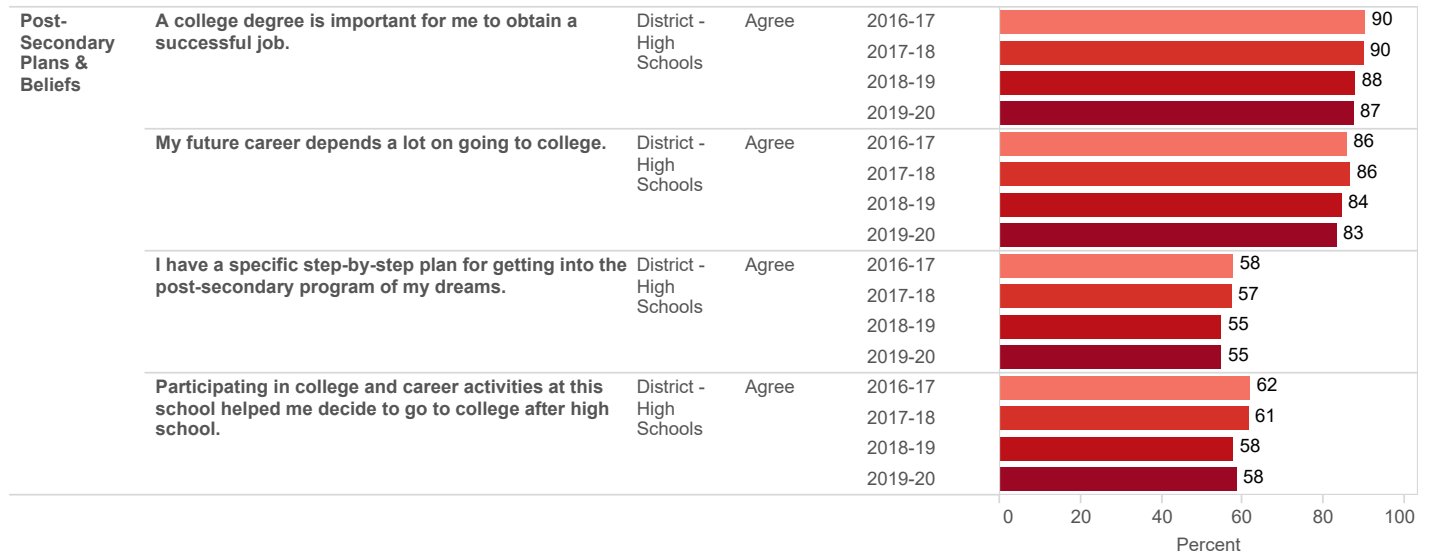 Post-
Secondary
Plans &
Beliefs
A college degree is important for me to obtain a
successful job.
District -
High
Schools
Agree
2016-17
90
2017-18
90
2018-19
88
2019-20
87
My future career depends a lot on going to college.
District -
High
Schools
Agree
2016-17
86
2017-18
86
2018-19
84
2019-20
83
I have a specific step-by-step plan for getting into the
post-secondary program of my dreams.
District -
High
Schools
Agree
2016-17
58
2017-18
57
2018-19
55
2019-20
55
Participating in college and career activities at this
school helped me decide to go to college after high
school.
District -
High
Schools
Agree
2016-17
62
2017-18
61
2018-19
58
2019-20
58
0 20 40 60 80 100
Percent